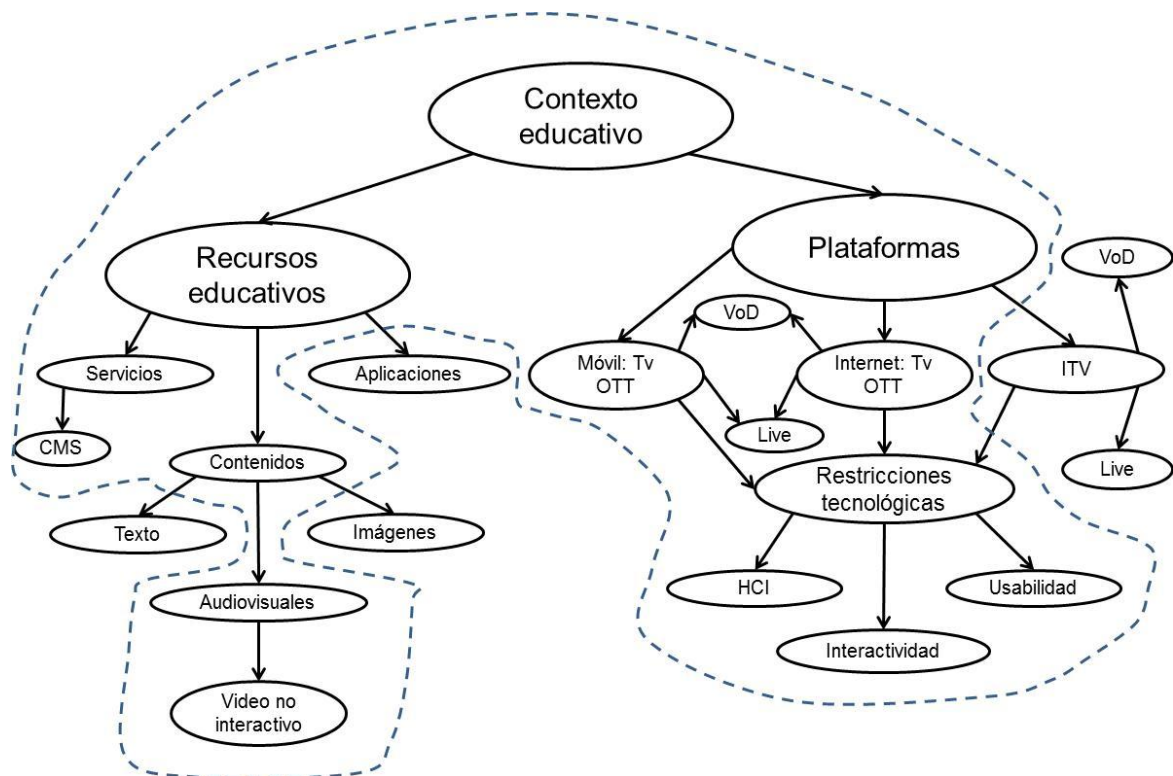 Contexto
educativo
Recursos
educativos
Plataformas
VoD
VoD
Servicios
Aplicaciones
Móvil: Tv
OTT
Internet: Tv
OTT
ITV
CMS
Contenidos
Live
Live
Restricciones
tecnológicas
Texto
Imágenes
HCI
Usabilidad
Audiovisuales
Interactividad
Video no
interactivo